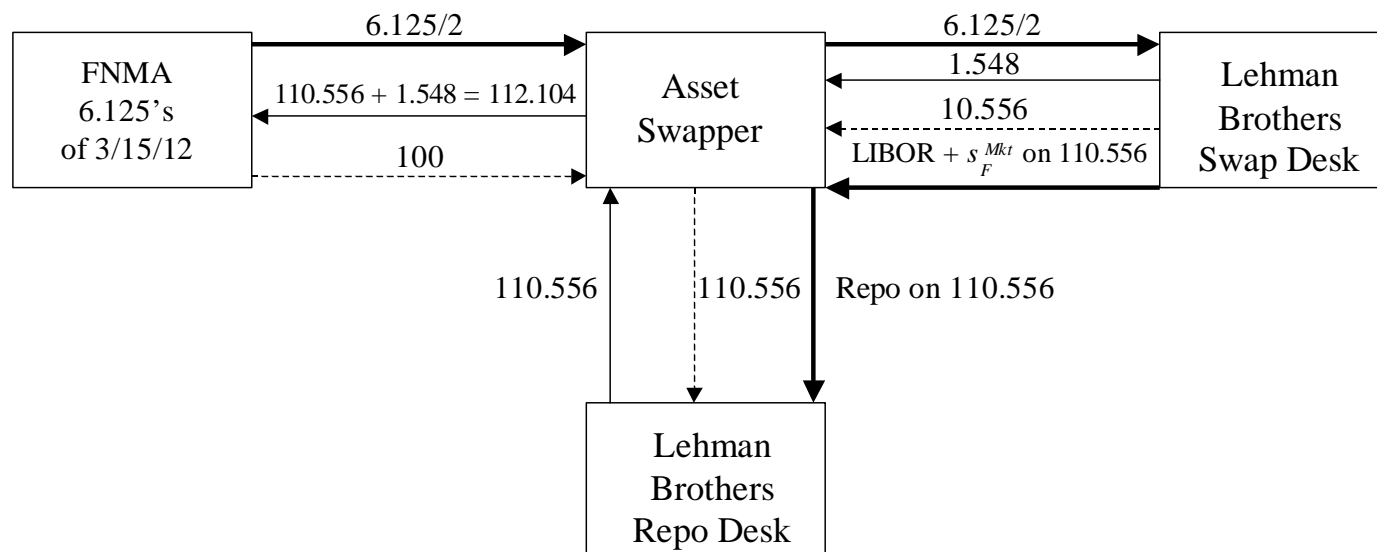 6.125/2
6.125/2
FNMA
6.125's
of 3/15/12
110.556 + 1.548 = 112.104
100
Asset
Swapper
1.548
10.556
LIBOR + s_F^Mkt on 110.556
Lehman
Brothers
Swap Desk
110.556
110.556
Repo on 110.556
Lehman
Brothers
Repo Desk